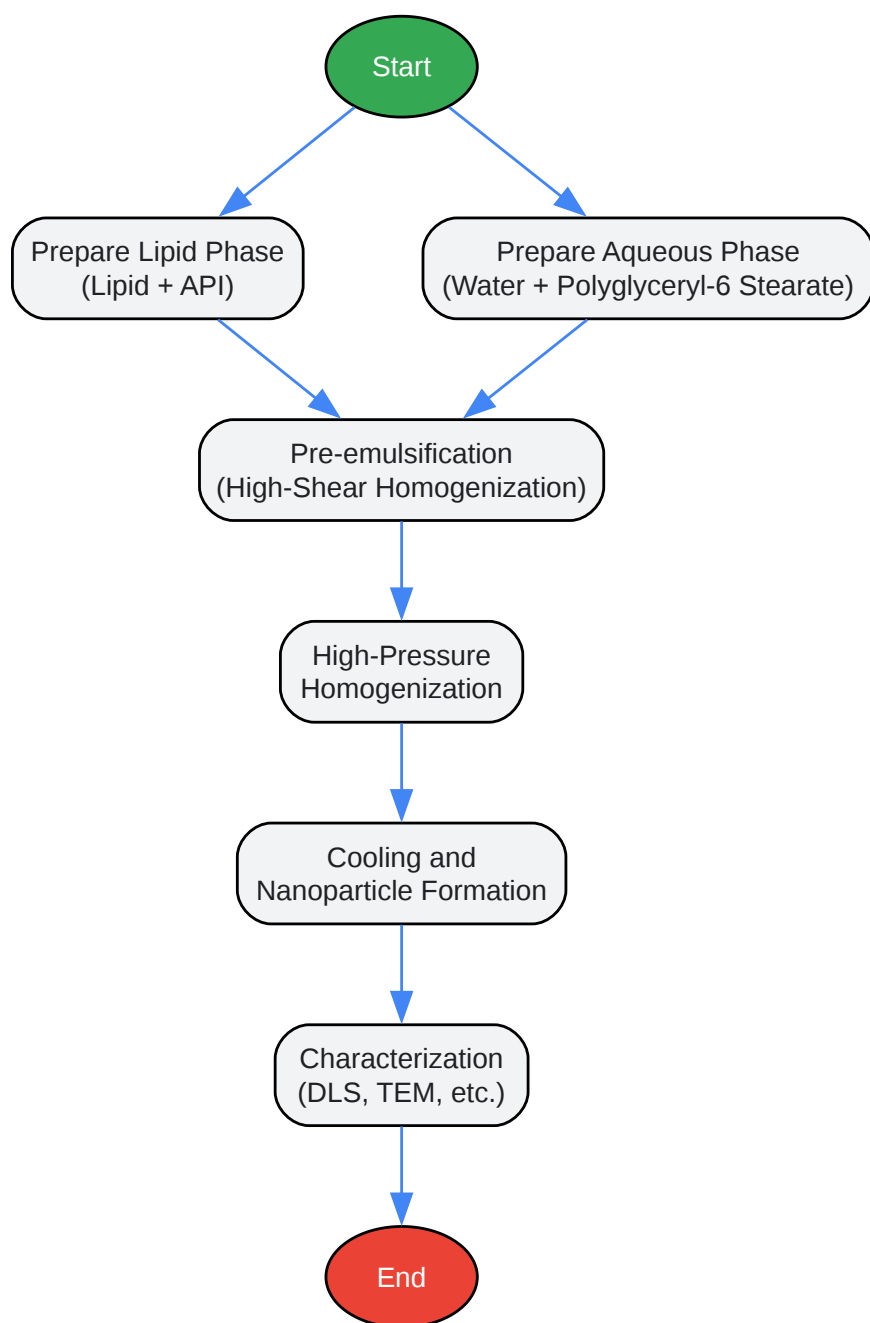 Start
Prepare Lipid Phase
(Lipid + API)
Prepare Aqueous Phase
(Water + Polyglyceryl-6 Stearate)
Pre-emulsification
(High-Shear Homogenization)
High-Pressure
Homogenization
Cooling and
Nanoparticle Formation
Characterization
(DLS, TEM, etc.)
End